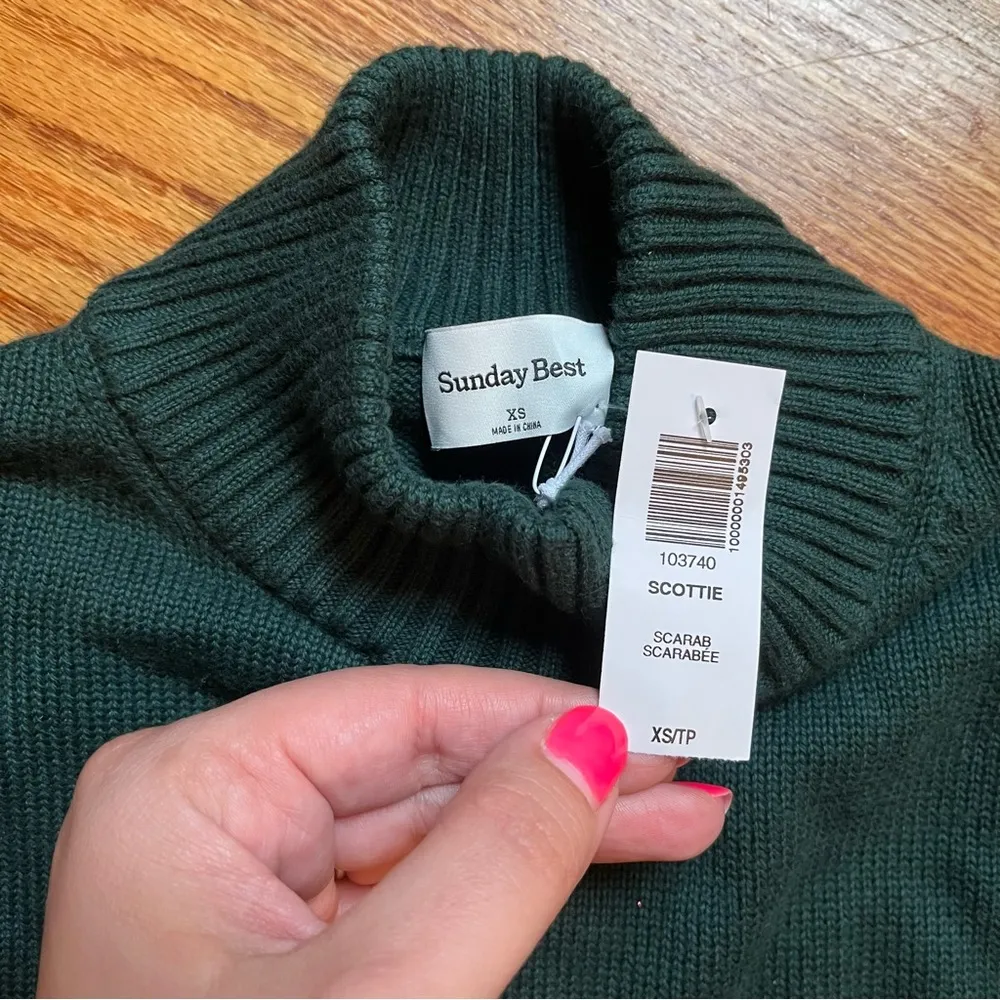 Sunday Best
XS
MADE IN CHINA
10000001495303
103740
SCOTTIE
SCARAB
SCARABÉE
XS/TP